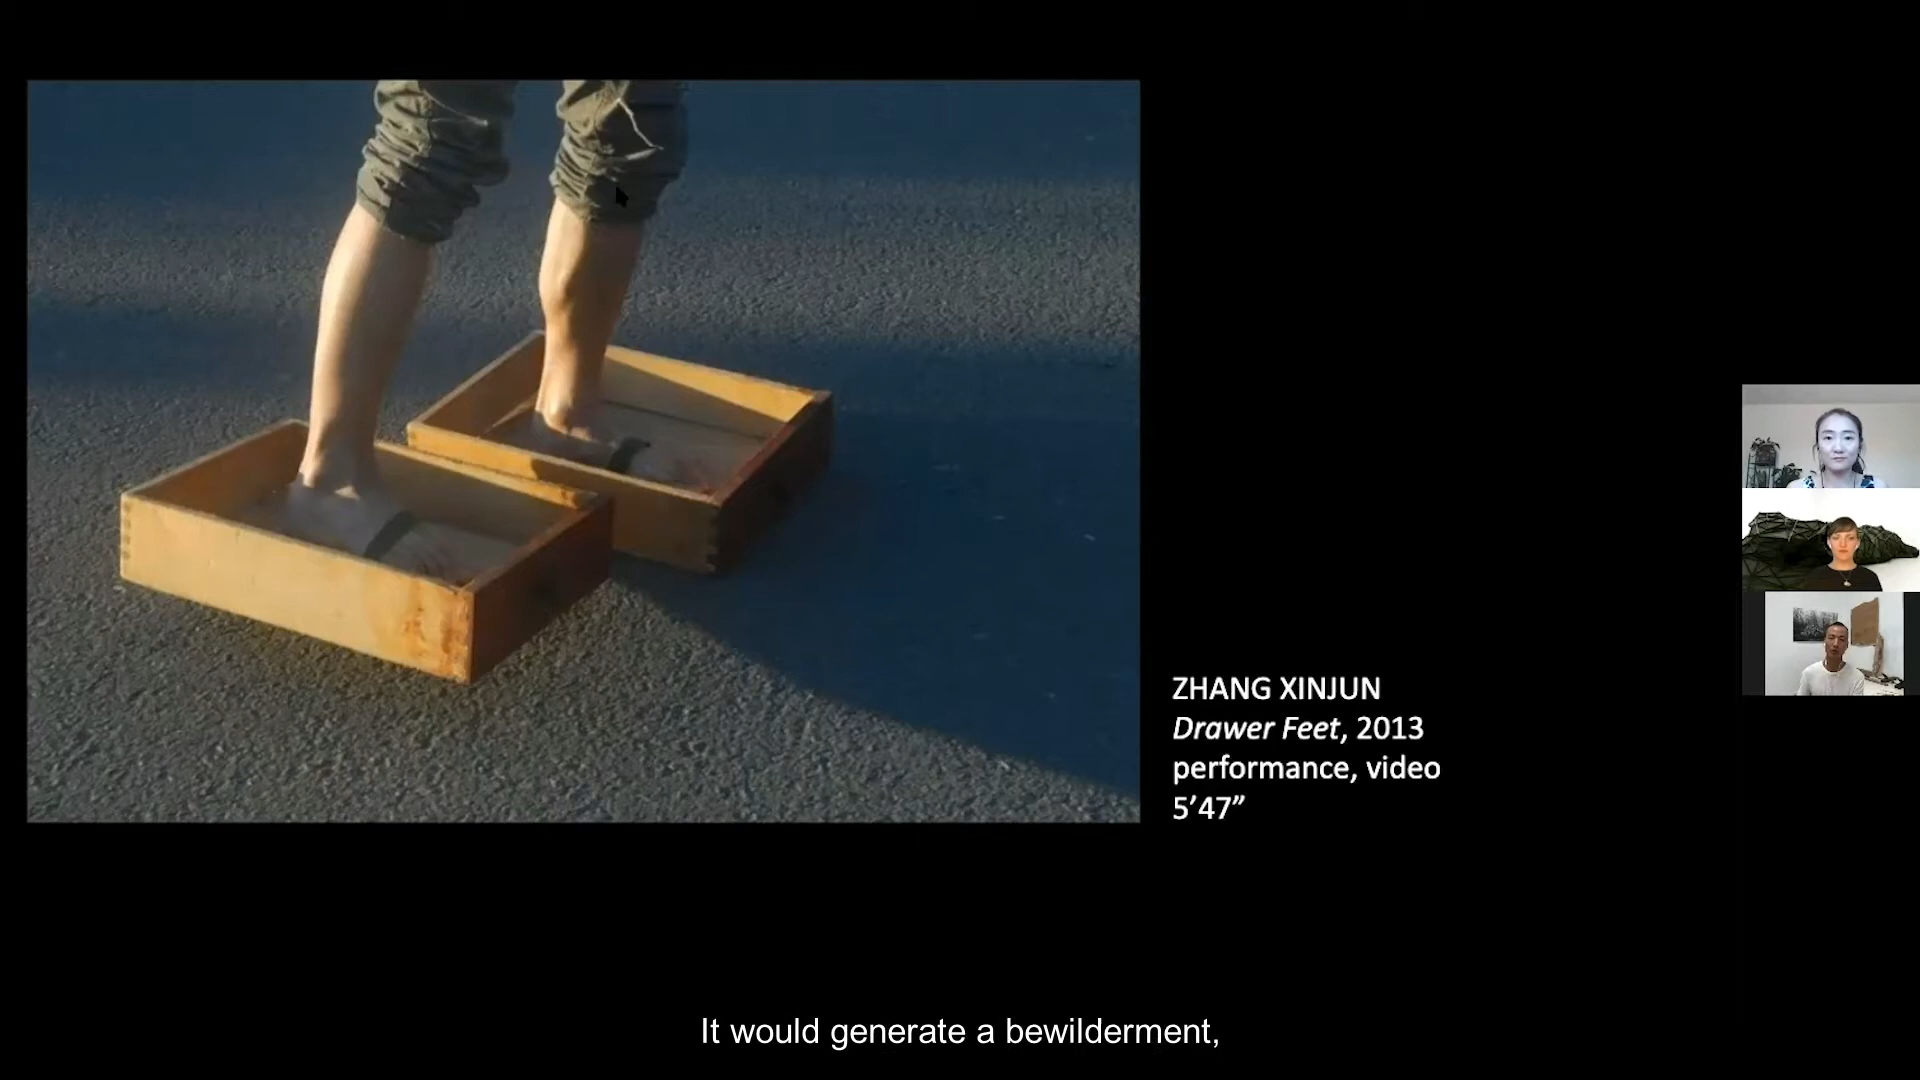 ZHANG XINJUN
Drawer Feet, 2013
performance, video
5’47”
It would generate a bewilderment,